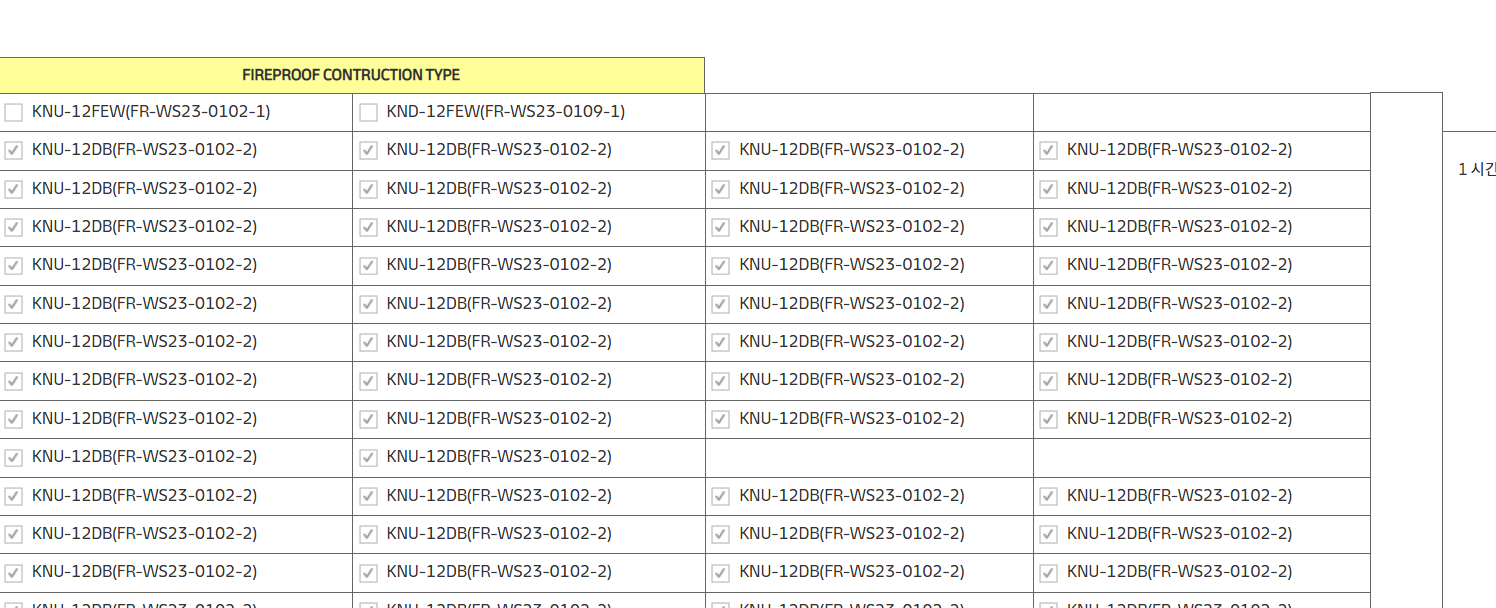 FIREPROOF CONTRUCTION TYPE
KNU-12FEW(FR-WS23-0102-1) KND-12FEW(FR-WS23-0109-1)
KNU-12DB(FR-WS23-0102-2) KNU-12DB(FR-WS23-0102-2) KNU-12DB(FR-WS23-0102-2) KNU-12DB(FR-WS23-0102-2)
1 시간
KNU-12DB(FR-WS23-0102-2) KNU-12DB(FR-WS23-0102-2) KNU-12DB(FR-WS23-0102-2) KNU-12DB(FR-WS23-0102-2)
KNU-12DB(FR-WS23-0102-2) KNU-12DB(FR-WS23-0102-2) KNU-12DB(FR-WS23-0102-2) KNU-12DB(FR-WS23-0102-2)
KNU-12DB(FR-WS23-0102-2) KNU-12DB(FR-WS23-0102-2) KNU-12DB(FR-WS23-0102-2) KNU-12DB(FR-WS23-0102-2)
KNU-12DB(FR-WS23-0102-2) KNU-12DB(FR-WS23-0102-2) KNU-12DB(FR-WS23-0102-2) KNU-12DB(FR-WS23-0102-2)
KNU-12DB(FR-WS23-0102-2) KNU-12DB(FR-WS23-0102-2) KNU-12DB(FR-WS23-0102-2) KNU-12DB(FR-WS23-0102-2)
KNU-12DB(FR-WS23-0102-2) KNU-12DB(FR-WS23-0102-2) KNU-12DB(FR-WS23-0102-2) KNU-12DB(FR-WS23-0102-2)
KNU-12DB(FR-WS23-0102-2) KNU-12DB(FR-WS23-0102-2) KNU-12DB(FR-WS23-0102-2) KNU-12DB(FR-WS23-0102-2)
KNU-12DB(FR-WS23-0102-2) KNU-12DB(FR-WS23-0102-2)
KNU-12DB(FR-WS23-0102-2) KNU-12DB(FR-WS23-0102-2) KNU-12DB(FR-WS23-0102-2) KNU-12DB(FR-WS23-0102-2)
KNU-12DB(FR-WS23-0102-2) KNU-12DB(FR-WS23-0102-2) KNU-12DB(FR-WS23-0102-2) KNU-12DB(FR-WS23-0102-2)
KNU-12DB(FR-WS23-0102-2) KNU-12DB(FR-WS23-0102-2) KNU-12DB(FR-WS23-0102-2) KNU-12DB(FR-WS23-0102-2)